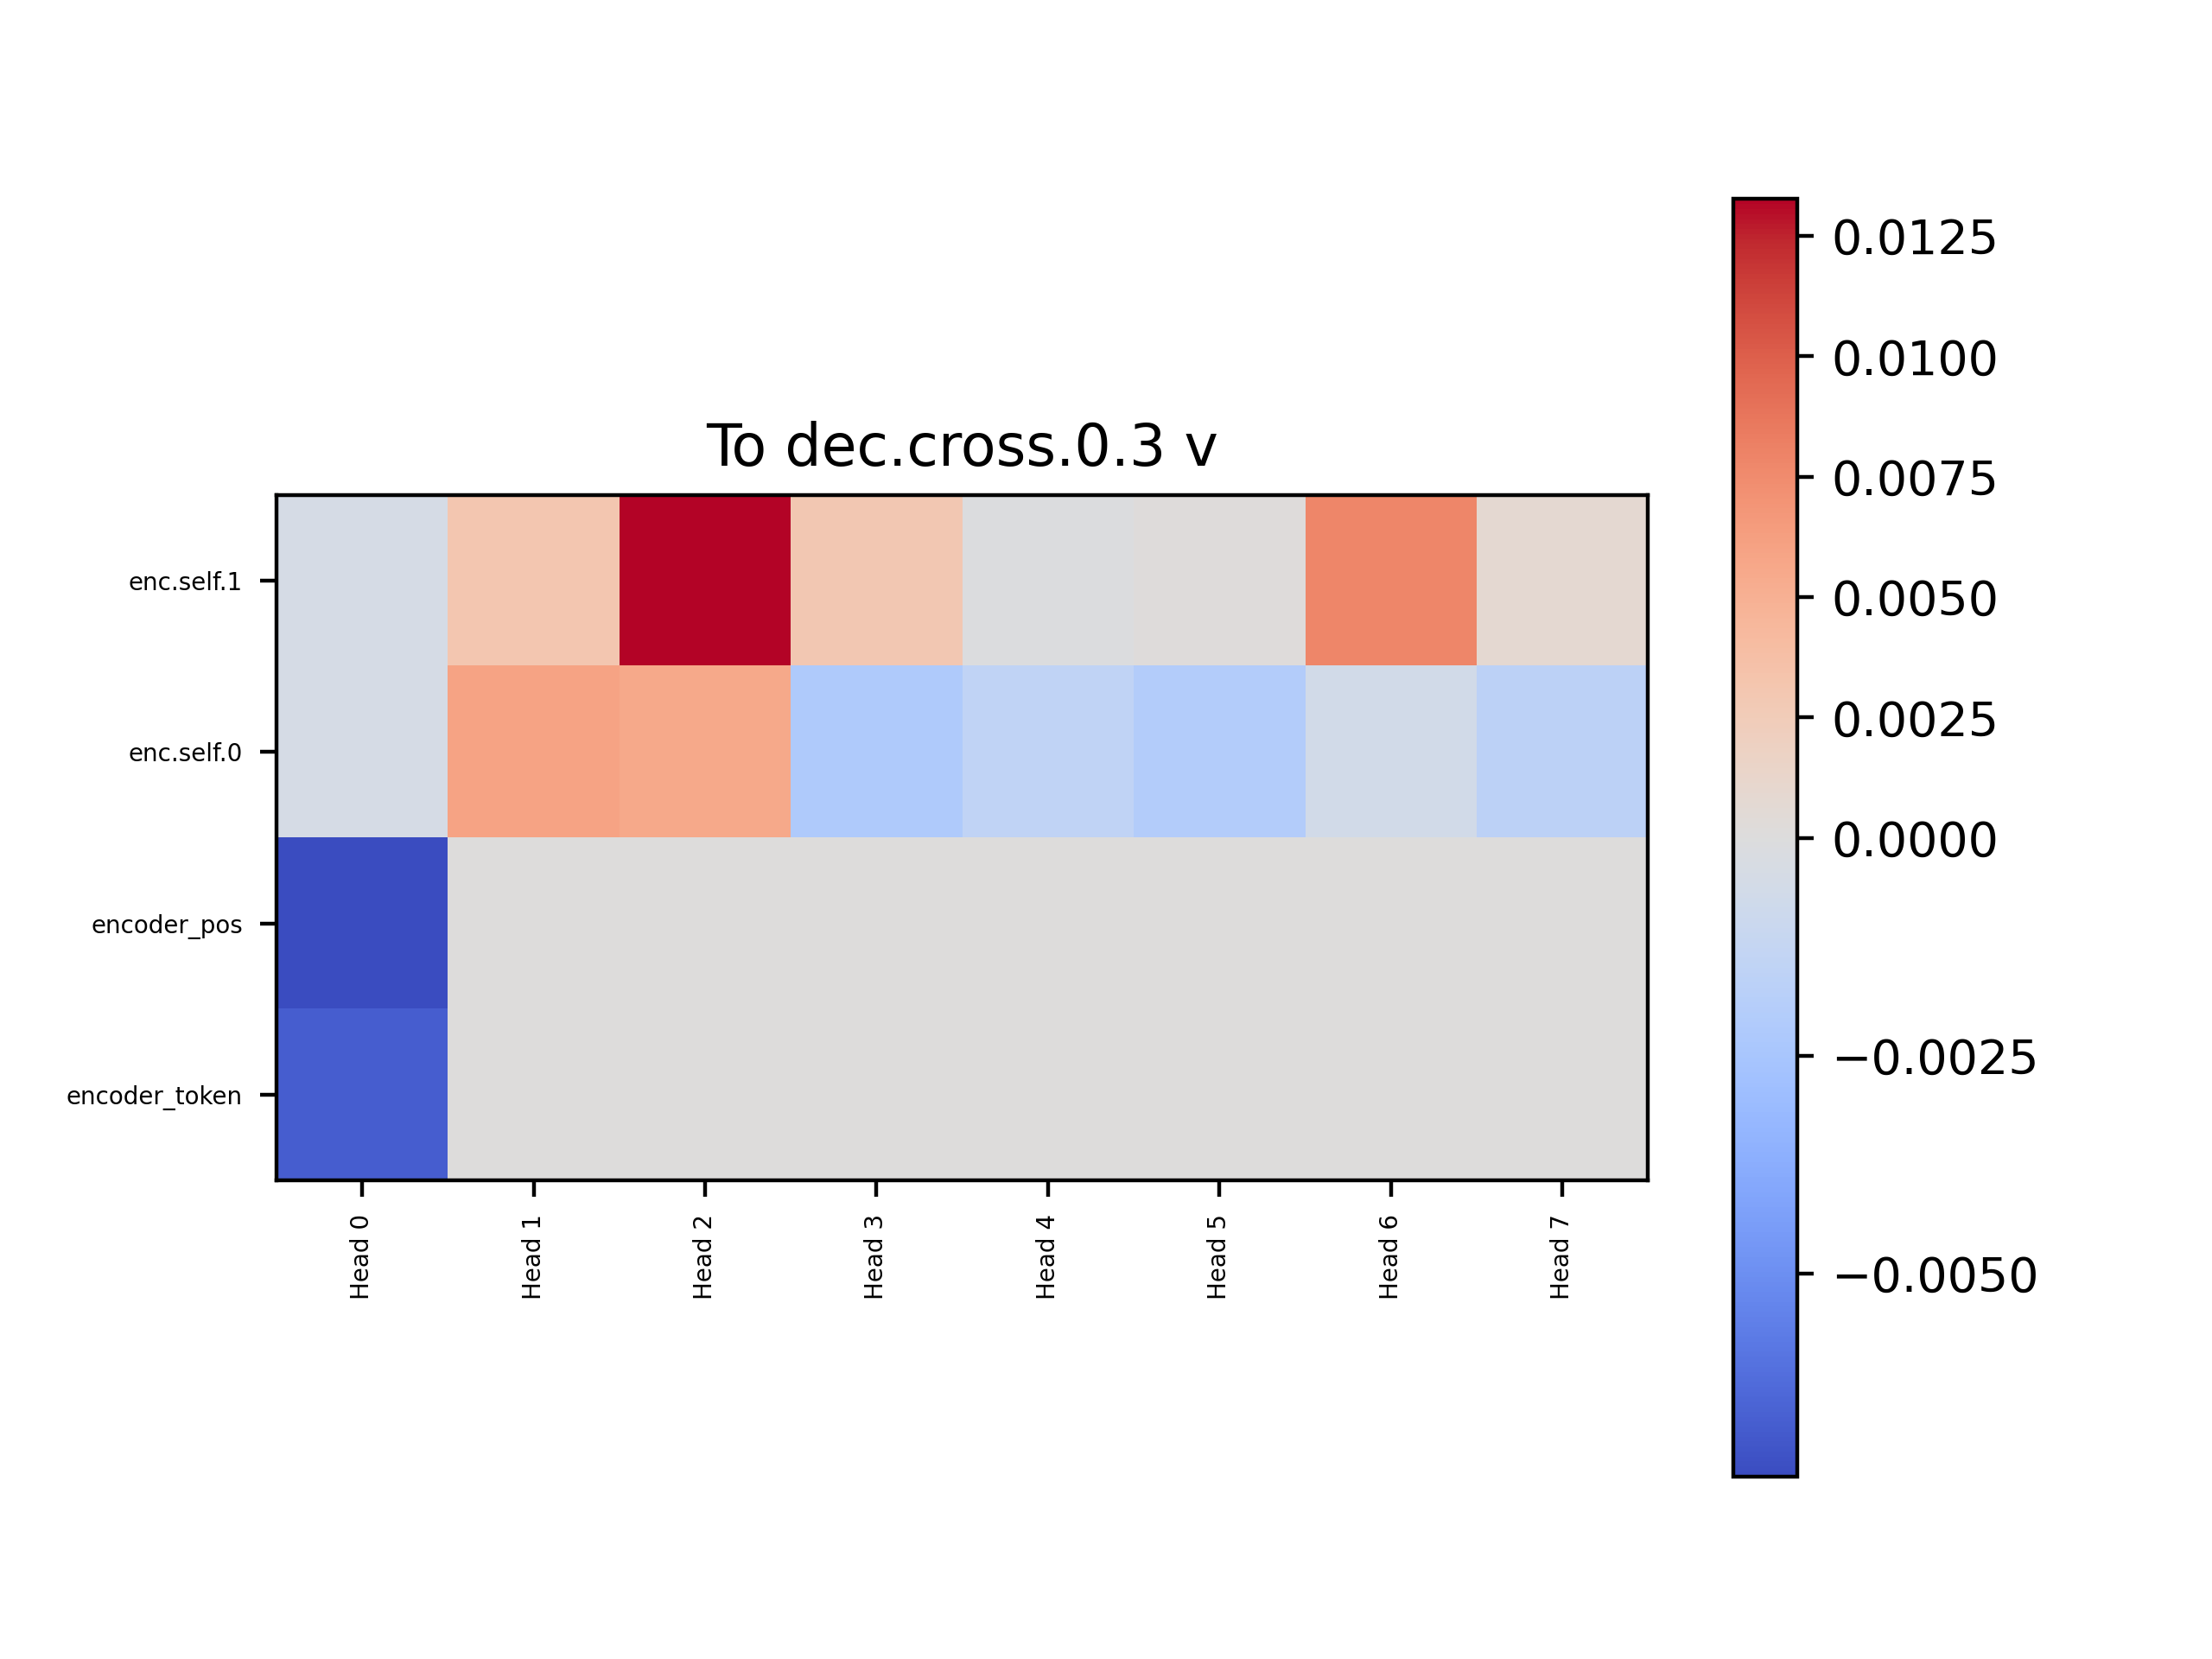 To dec.cross.0.3 v
enc.self.1
enc.self.0
encoder_pos
encoder_token
Head 0
Head 1
Head 2
Head 3
Head 4
Head 5
Head 6
Head 7
0.0125
0.0100
0.0075
0.0050
0.0025
0.0000
−0.0025
−0.0050